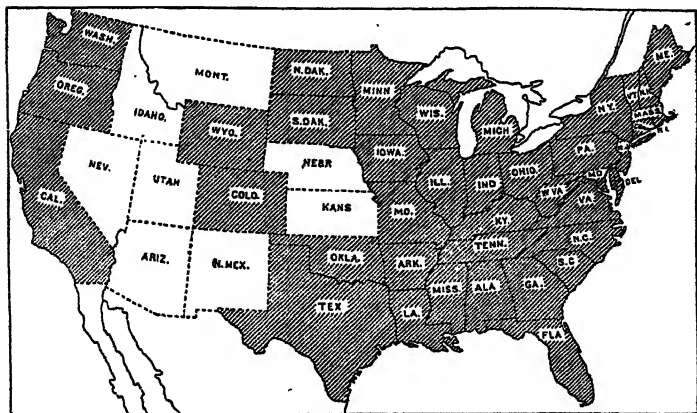 WASH.
OREG.
CAL.
NEV.
IDAHO.
MONT.
WYO.
UTAH
COLO.
ARIZ.
N.MEX.
N.DAK.
S.DAK.
NEBR
KANS
OKLA.
TEX
MINN
IOWA.
MO.
ARK.
LA.
WIS.
ILL.
MICH
IND
OHIO.
KY.
TENN.
MISS.
ALA
GA.
FLA
S.C
N.C.
VA.
W.VA
MD
DEL
PA.
N.J.
N.Y.
VT
N.H.
ME.
MASS
R.I.